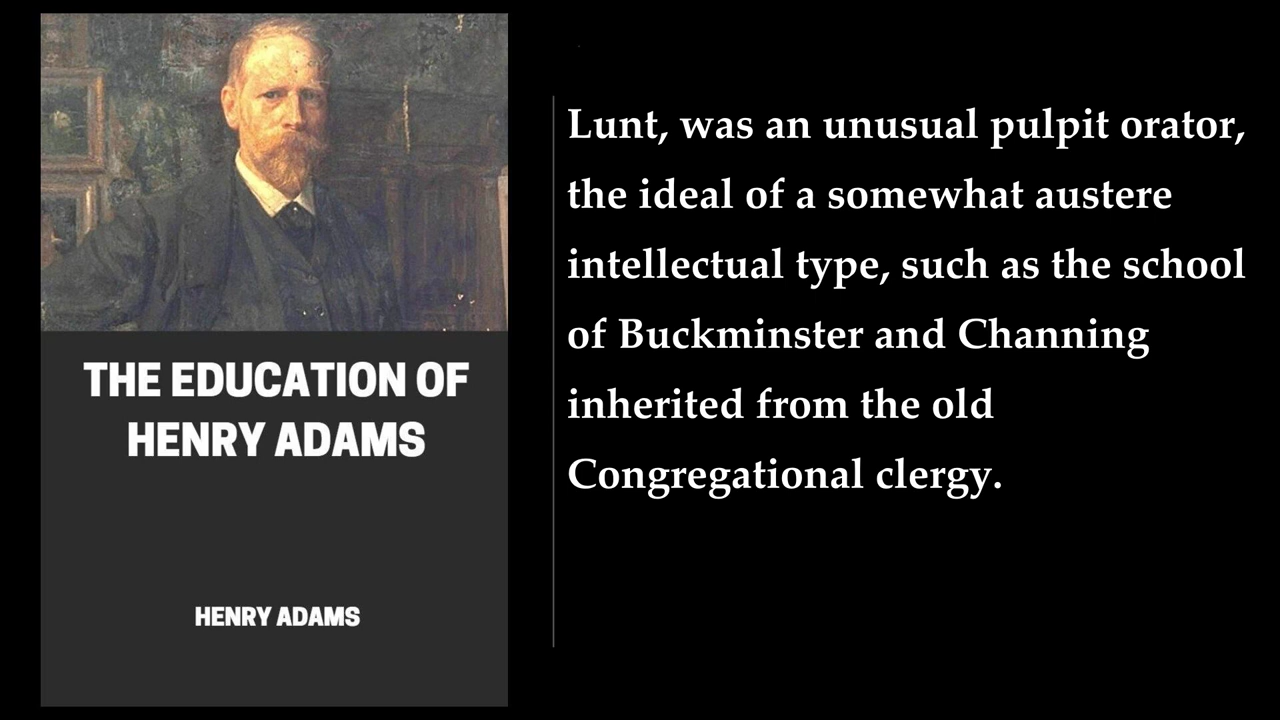 THE EDUCATION OF
HENRY ADAMS
HENRY ADAMS
Lunt, was an unusual pulpit orator,
the ideal of a somewhat austere
intellectual type, such as the school
of Buckminster and Channing
inherited from the old
Congregational clergy.